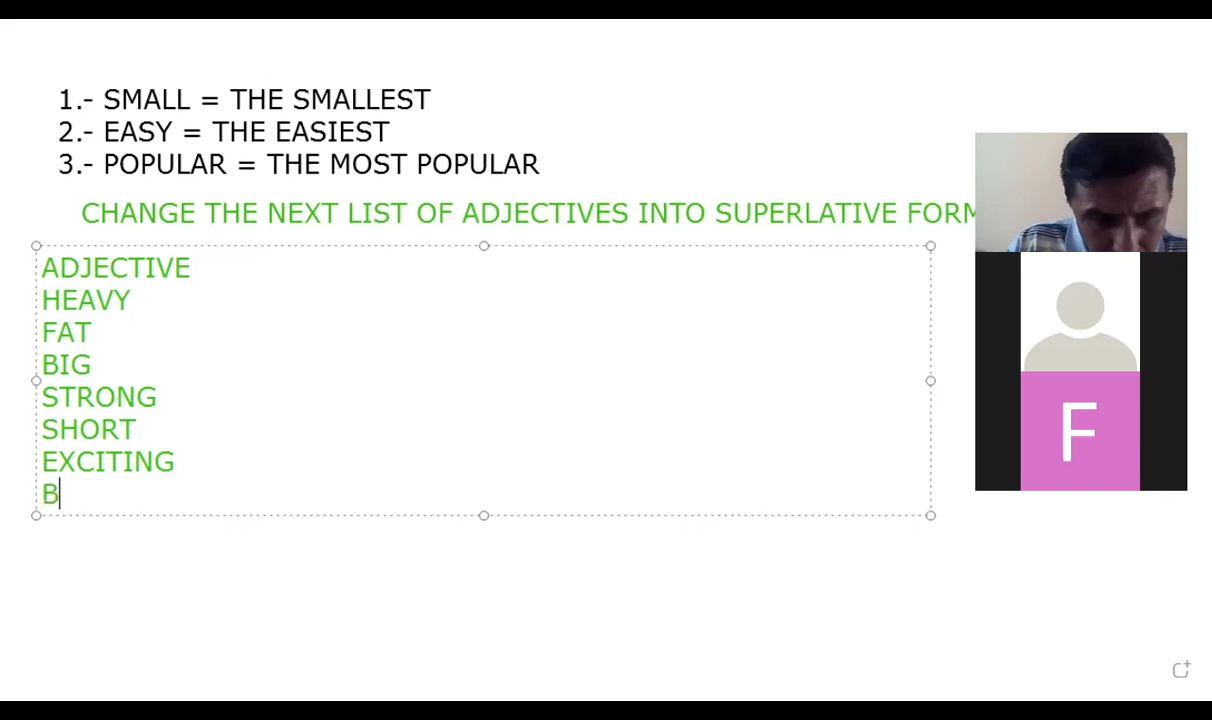 1.- SMALL = THE SMALLEST
2.- EASY = THE EASIEST
3.- POPULAR = THE MOST POPULAR
CHANGE THE NEXT LIST OF ADJECTIVES INTO SUPERLATIVE FORM
ADJECTIVE
HEAVY
FAT
BIG
STRONG
SHORT
EXCITING
B
F